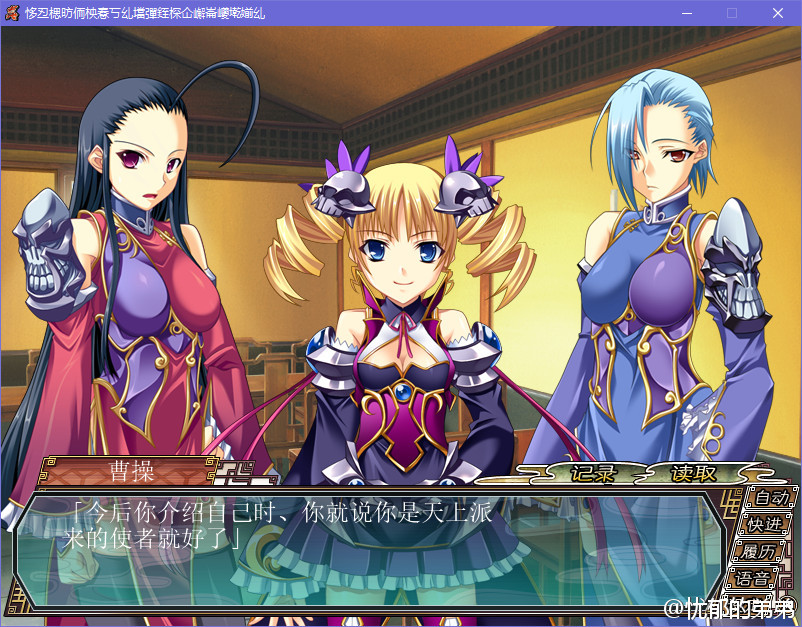 曹操
记录
读取
「今后你介绍自己时、你就说你是天上派
来的使者就好了」
自动
快进
履历
语音
@忧郁的弟弟